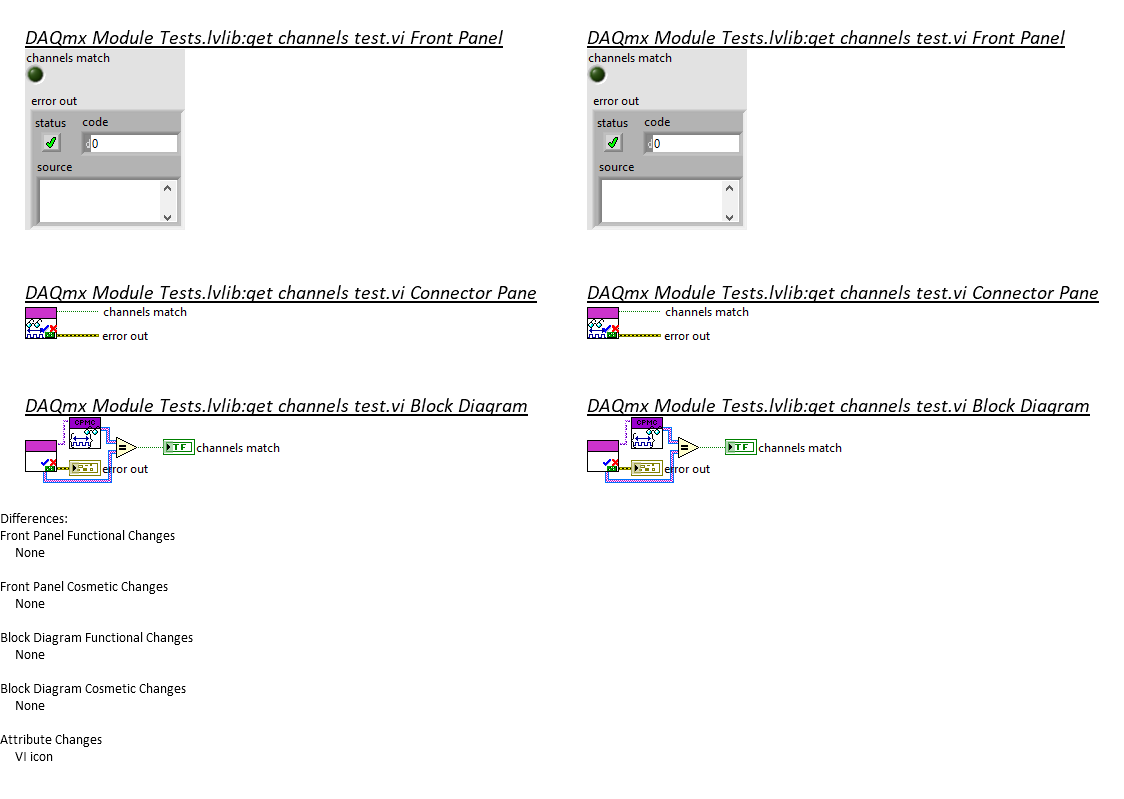 DAQmx Module Tests.lvlib:get channels test.vi Front Panel
channels match
error out
status code
0
source
DAQmx Module Tests.lvlib:get channels test.vi Front Panel
channels match
error out
status code
0
source
DAQmx Module Tests.lvlib:get channels test.vi Connector Pane
channels match
error out
DAQmx Module Tests.lvlib:get channels test.vi Connector Pane
channels match
error out
DAQmx Module Tests.lvlib:get channels test.vi Block Diagram
TF channels match
error out
DAQmx Module Tests.lvlib:get channels test.vi Block Diagram
TF channels match
error out
Differences:
Front Panel Functional Changes
None
Front Panel Cosmetic Changes
None
Block Diagram Functional Changes
None
Block Diagram Cosmetic Changes
None
Attribute Changes
VI icon